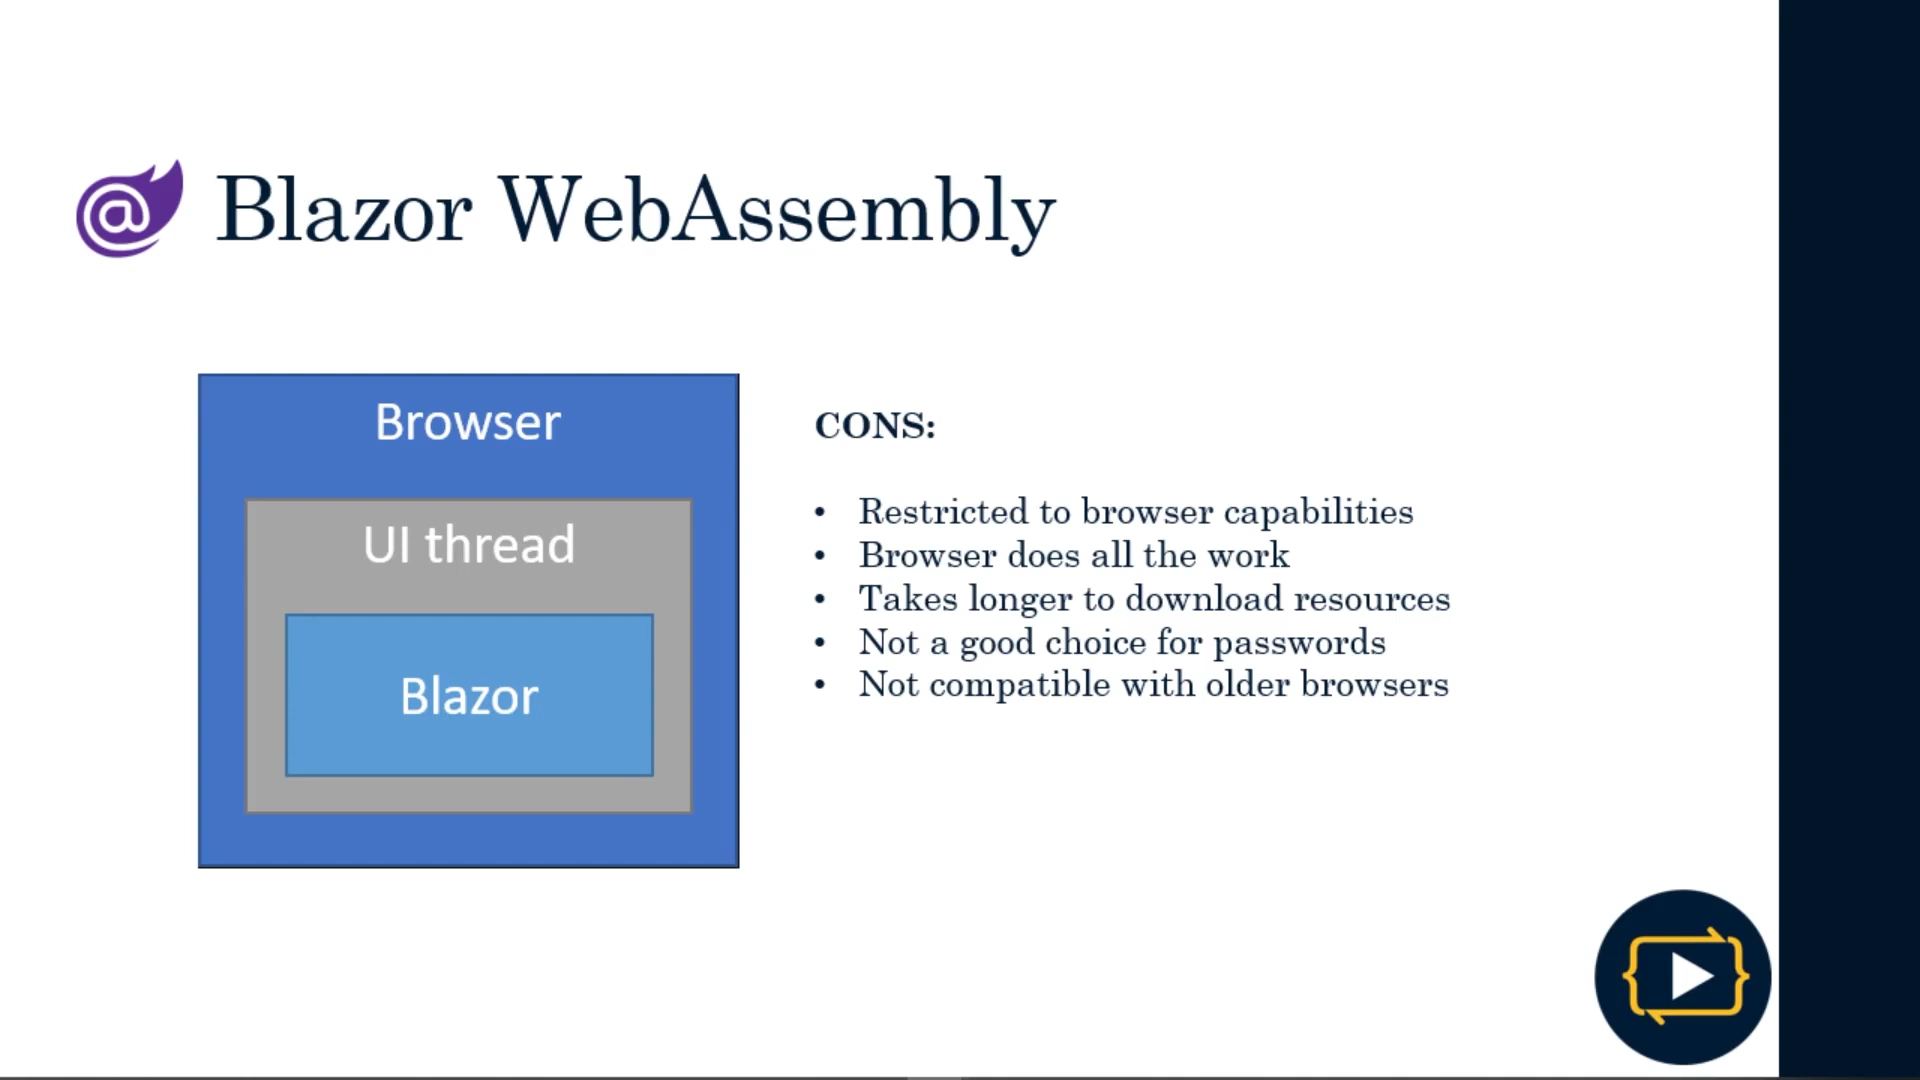 @ Blazor WebAssembly
Browser
UI thread
Blazor
CONS:
• Restricted to browser capabilities
• Browser does all the work
• Takes longer to download resources
• Not a good choice for passwords
• Not compatible with older browsers